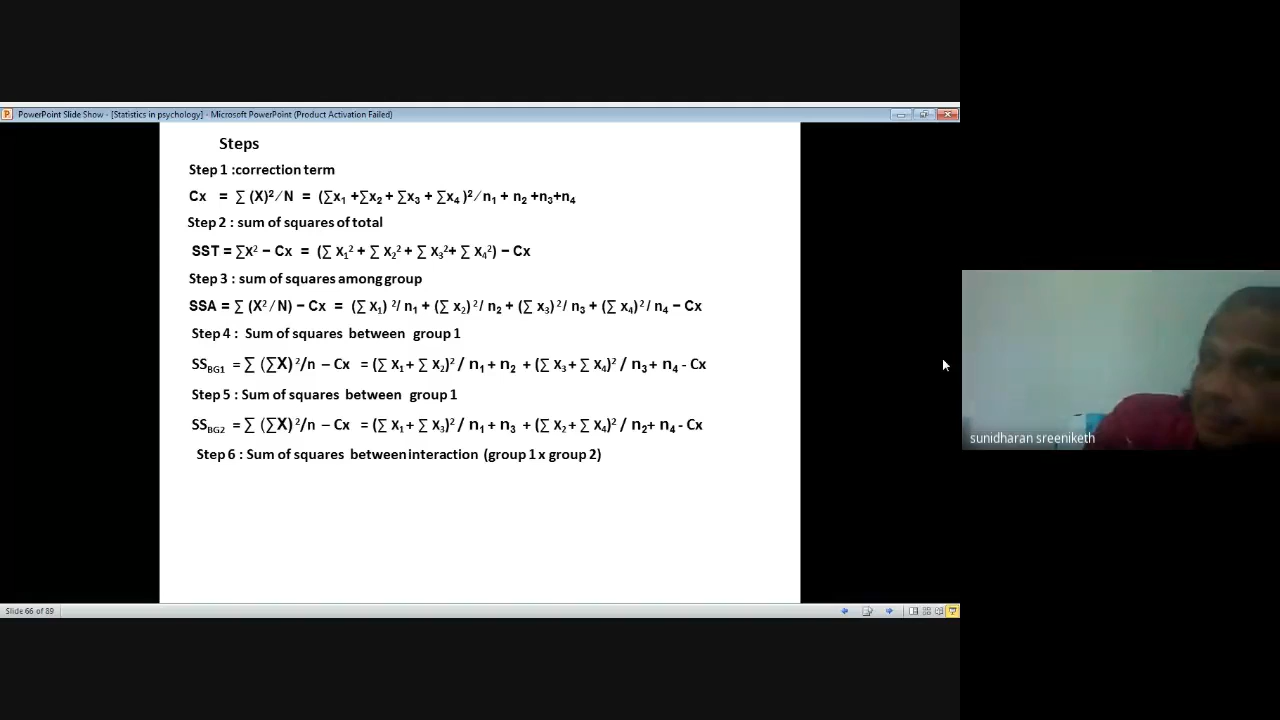 PowerPoint Slide Show - [Statistics in psychology] - Microsoft PowerPoint (Product Activation Failed)
Steps
Step 1 :correction term
Cx = ∑ (X)² ∕ N = (∑x₁ +∑x₂ + ∑x₃ + ∑x₄ )² ∕ n₁ + n₂ +n₃+n₄
Step 2 : sum of squares of total
SST = ∑X² − Cx = (∑ X₁² + ∑ X₂² + ∑ X₃²+ ∑ X₄²) − Cx
Step 3 : sum of squares among group
SSA = ∑ (X² ∕ N) − Cx = (∑ X₁) ²/ n₁ + (∑ x₂) ²/ n₂ + (∑ x₃) ²/ n₃ + (∑ x₄) ²/ n₄ − Cx
Step 4 : Sum of squares between group 1
SS_BG1 = ∑ (∑X) ²/n − Cx = (∑ X₁ + ∑ X₂)² / n₁ + n₂ + (∑ X₃ + ∑ X₄)² / n₃ + n₄ - Cx
Step 5 : Sum of squares between group 1
SS_BG2 = ∑ (∑X) ²/n − Cx = (∑ X₁ + ∑ X₃)² / n₁ + n₃ + (∑ X₂ + ∑ X₄)² / n₂+ n₄ - Cx
Step 6 : Sum of squares between interaction (group 1 x group 2)
sunidharan sreeniketh
Slide 66 of 89